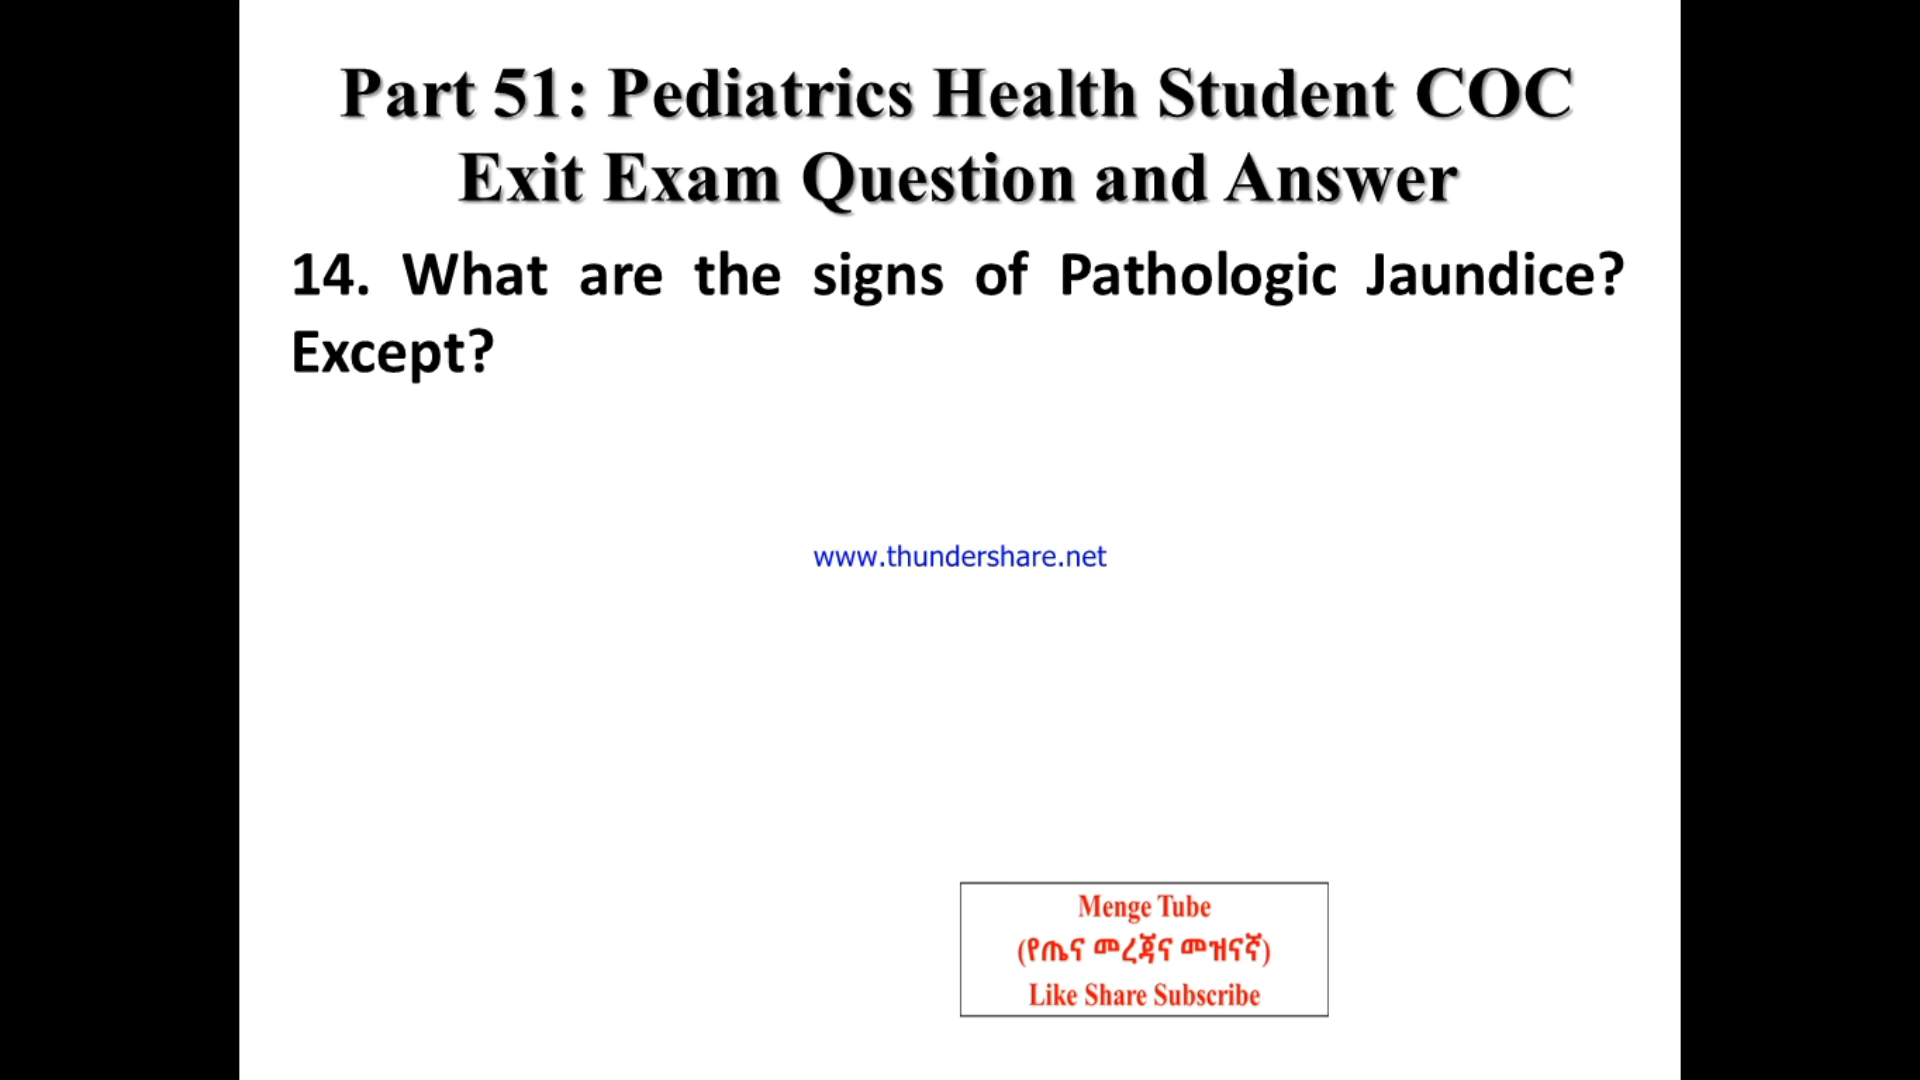 Part 51: Pediatrics Health Student COC
Exit Exam Question and Answer
14. What are the signs of Pathologic Jaundice?
Except?
www.thundershare.net
Menge Tube
(የጤና መረጃና መዝናኛ)
Like Share Subscribe